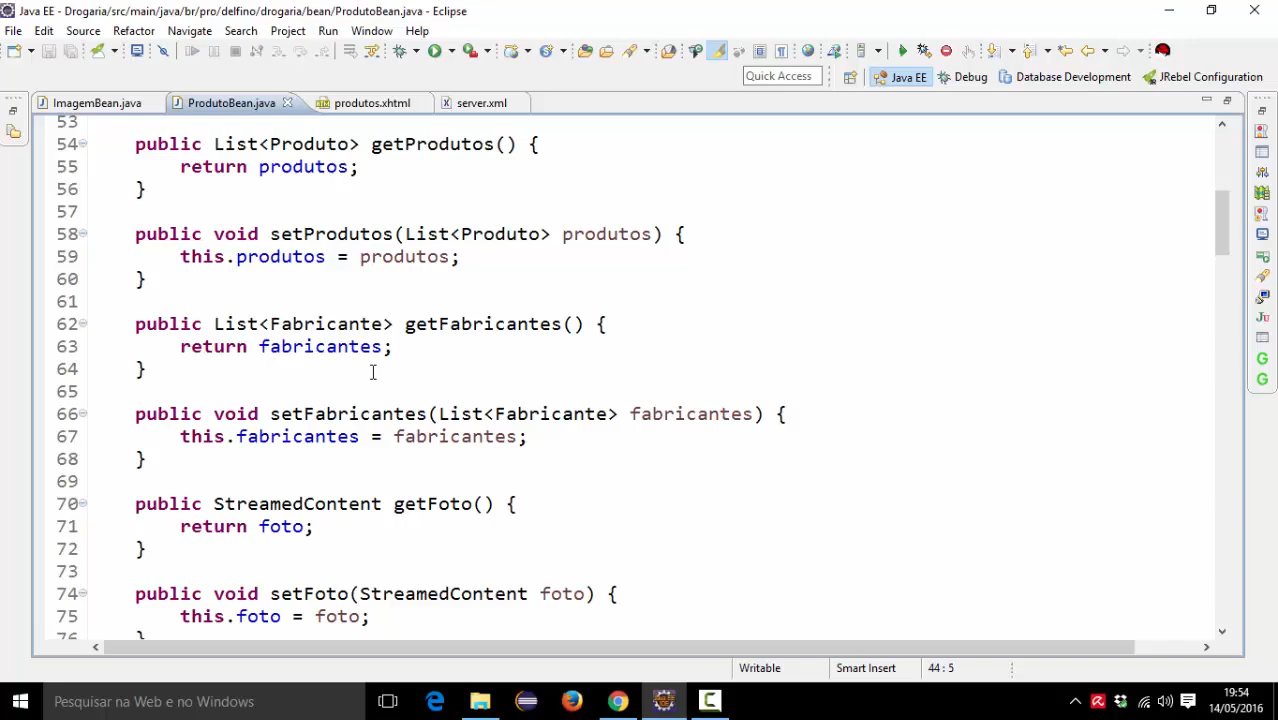 Java EE - Drogaria/src/main/java/br/pro/delfino/drogaria/bean/ProdutoBean.java - Eclipse
File Edit Source Refactor Navigate Search Project Run Window Help
Quick Access Java EE Debug Database Development JRebel Configuration
ImagemBean.java ProdutoBean.java produtos.xhtml server.xml
53
54 public List<Produto> getProdutos() {
55 return produtos;
56 }
57
58 public void setProdutos(List<Produto> produtos) {
59 this.produtos = produtos;
60 }
61
62 public List<Fabricante> getFabricantes() {
63 return fabricantes;
64 }
65
66 public void setFabricantes(List<Fabricante> fabricantes) {
67 this.fabricantes = fabricantes;
68 }
69
70 public StreamedContent getFoto() {
71 return foto;
72 }
73
74 public void setFoto(StreamedContent foto) {
75 this.foto = foto;
76 }
Writable Smart Insert 44 : 5
Pesquisar na Web e no Windows
19:54
14/05/2016